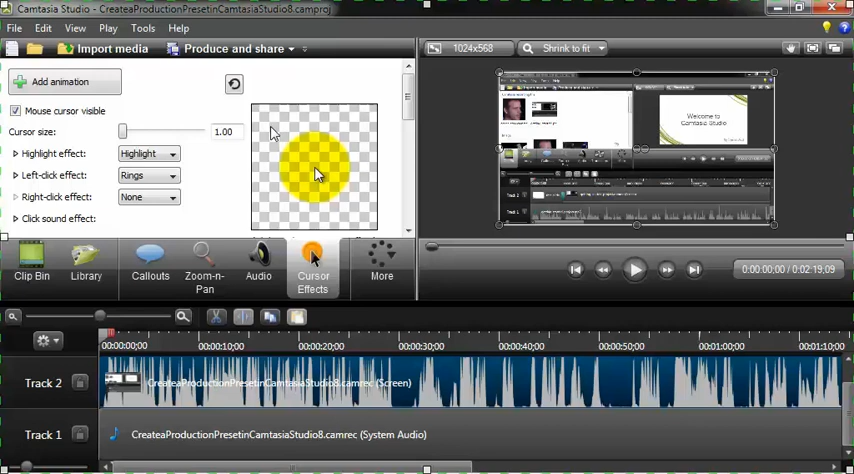 Camtasia Studio - CreateaProductionPresetinCamtasiaStudio8.camproj
File Edit View Play Tools Help
Import media Produce and share
1024x568 Shrink to fit
Add animation
Mouse cursor visible
Cursor size: 1.00
Highlight effect: Highlight
Left-click effect: Rings
Right-click effect: None
Click sound effect:
Welcome to
Camtasia Studio
Clip Bin Library Callouts Zoom-n-Pan Audio Cursor Effects More
0:00:00;00 / 0:02:19;09
00:00:00;00 00:00:10;00 00:00:20;00 00:00:30;00 00:00:40;00 00:00:50;00 00:01:00;00 00:01:10;00
Track 2 CreateaProductionPresetinCamtasiaStudio8.camrec (Screen)
Track 1 CreateaProductionPresetinCamtasiaStudio8.camrec (System Audio)